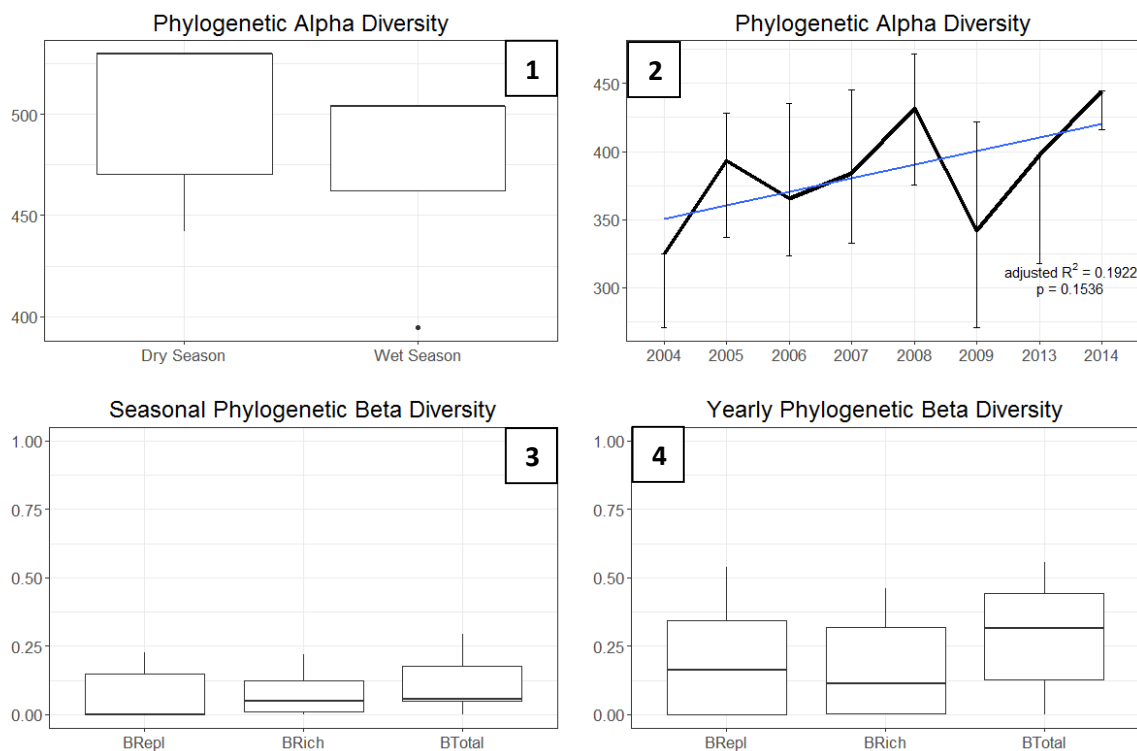 Phylogenetic Alpha Diversity
1
500
450
400
Dry Season
Wet Season
Phylogenetic Alpha Diversity
2
450
400
350
300
adjusted R² = 0.1922
p = 0.1536
2004 2005 2006 2007 2008 2009 2013 2014
Seasonal Phylogenetic Beta Diversity
3
1.00
0.75
0.50
0.25
0.00
BRepl BRich BTotal
Yearly Phylogenetic Beta Diversity
4
1.00
0.75
0.50
0.25
0.00
BRepl BRich BTotal